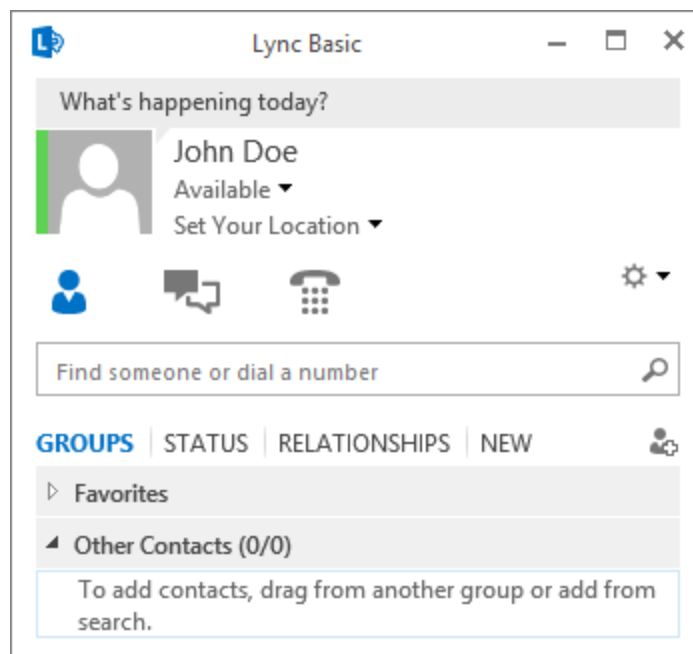 Lync Basic
What's happening today?
John Doe
Available
Set Your Location
Find someone or dial a number
GROUPS STATUS RELATIONSHIPS NEW
Favorites
Other Contacts (0/0)
To add contacts, drag from another group or add from
search.